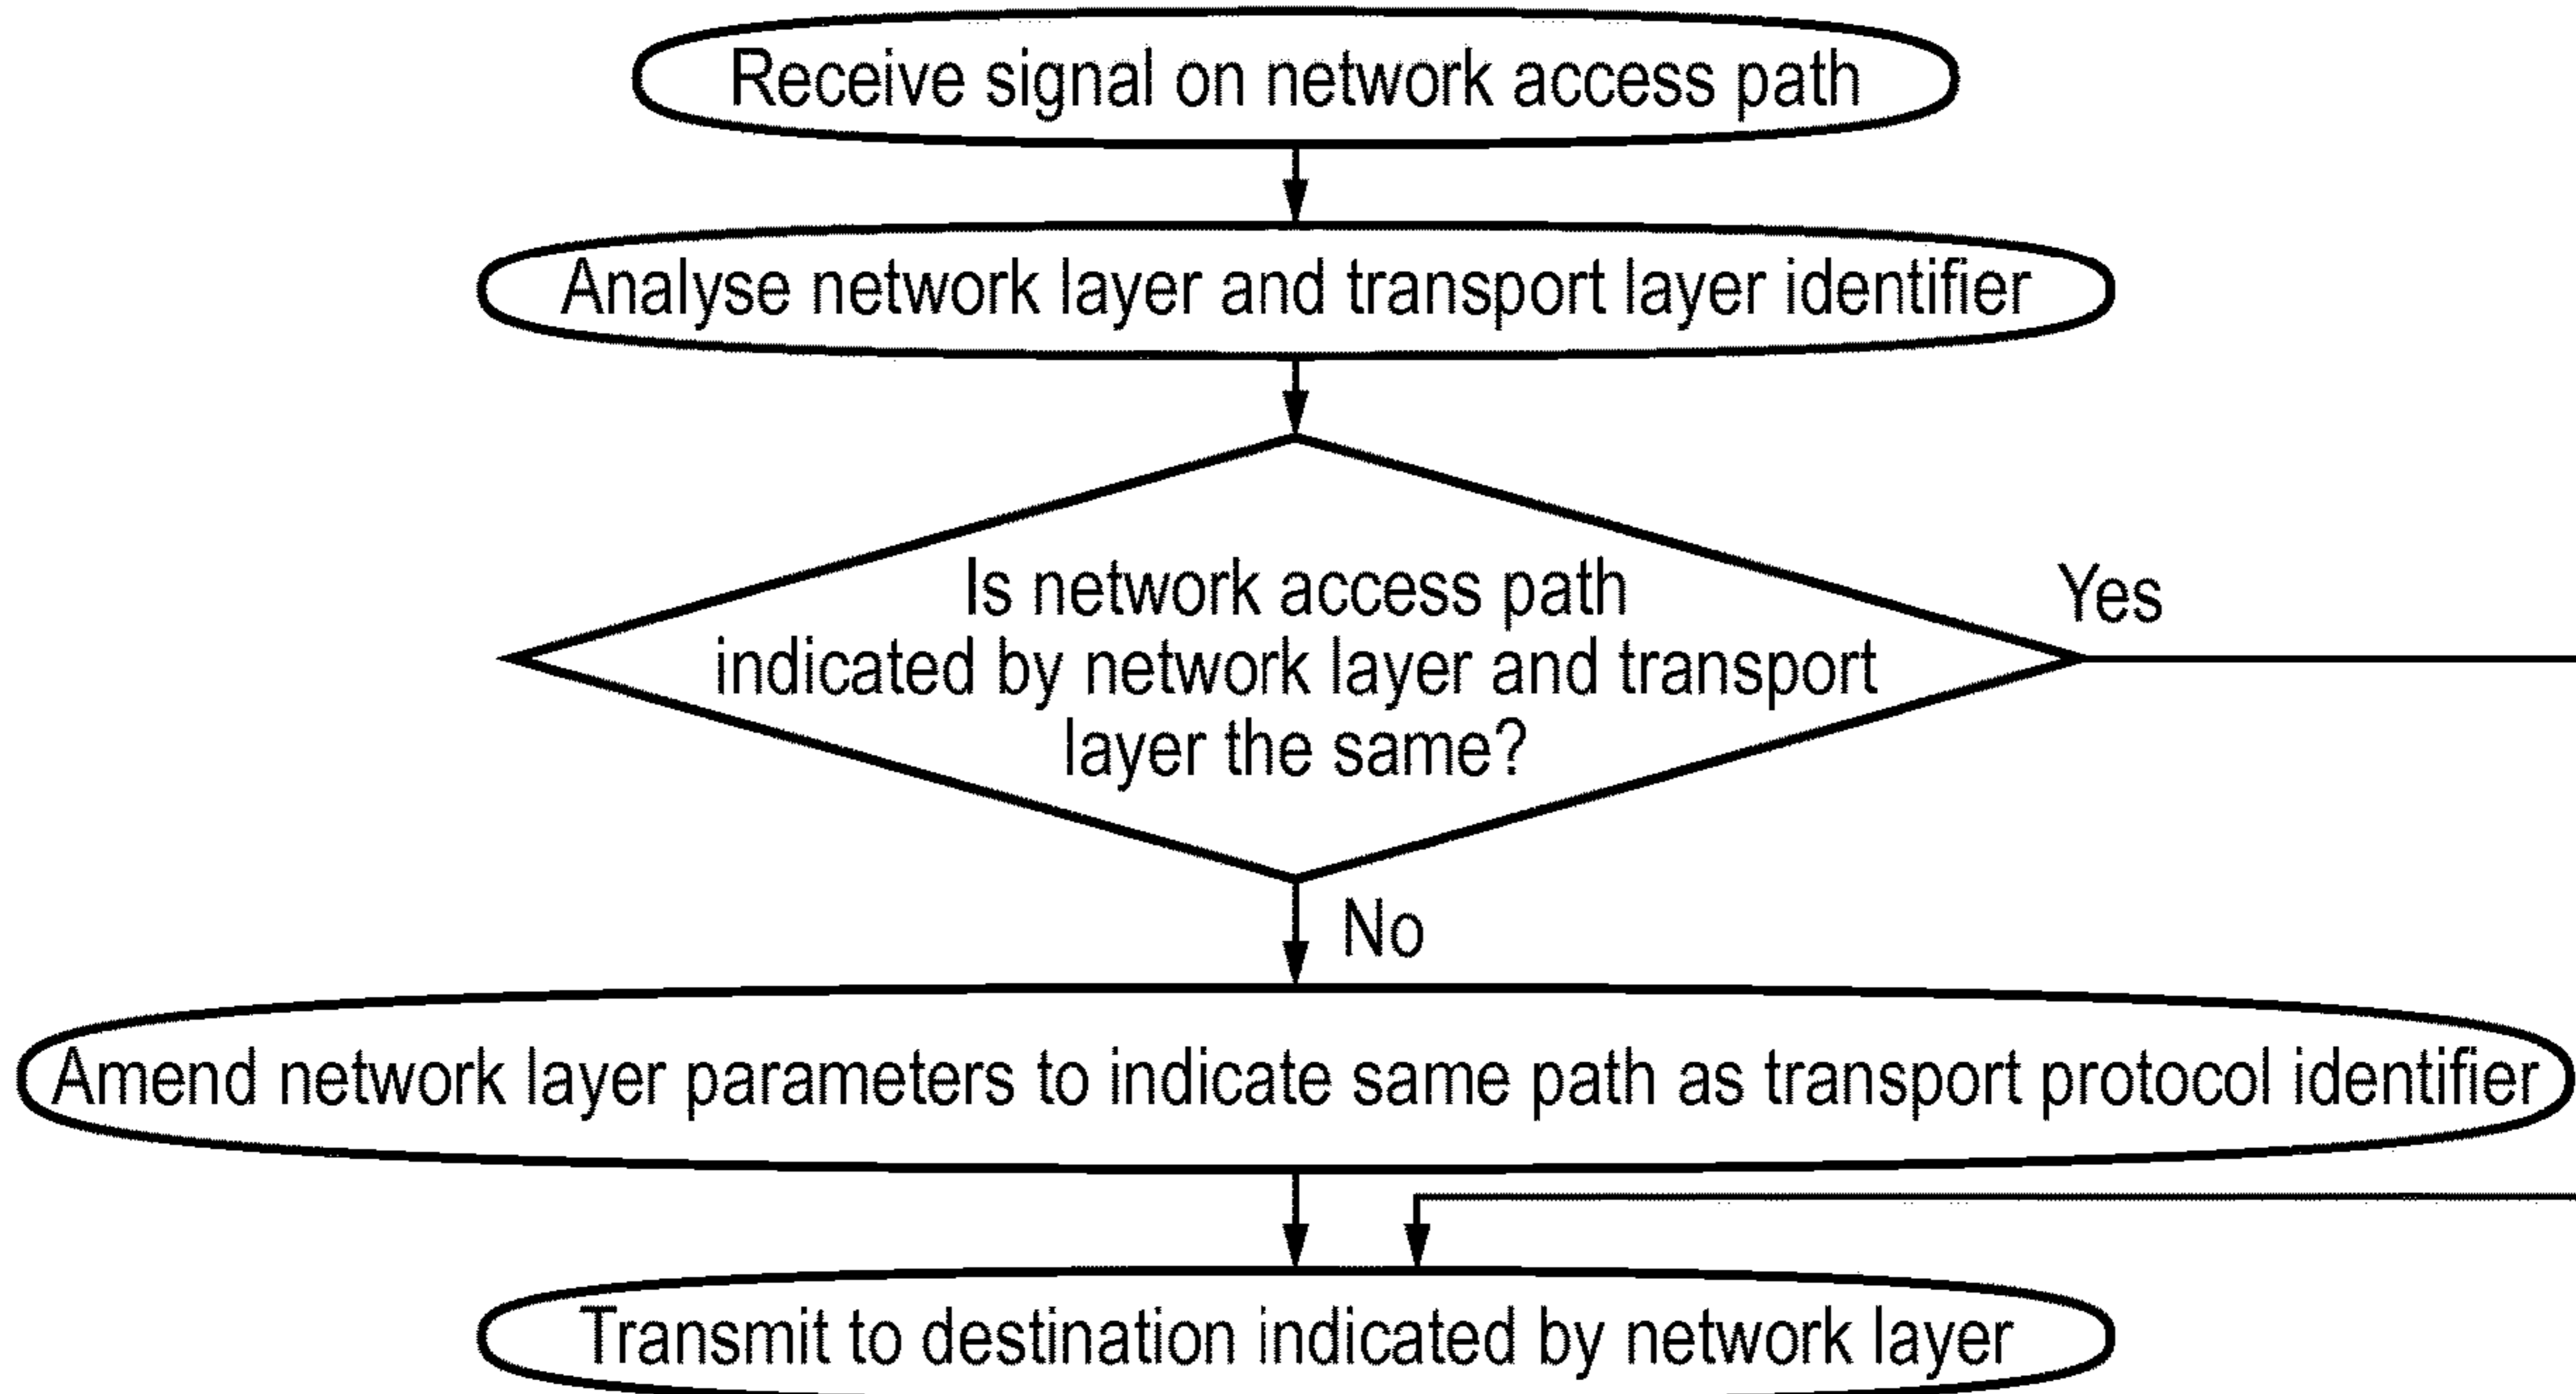 Receive signal on network access path
Analyse network layer and transport layer identifier
Is network access path
indicated by network layer and transport
layer the same?
Yes
No
Amend network layer parameters to indicate same path as transport protocol identifier
Transmit to destination indicated by network layer